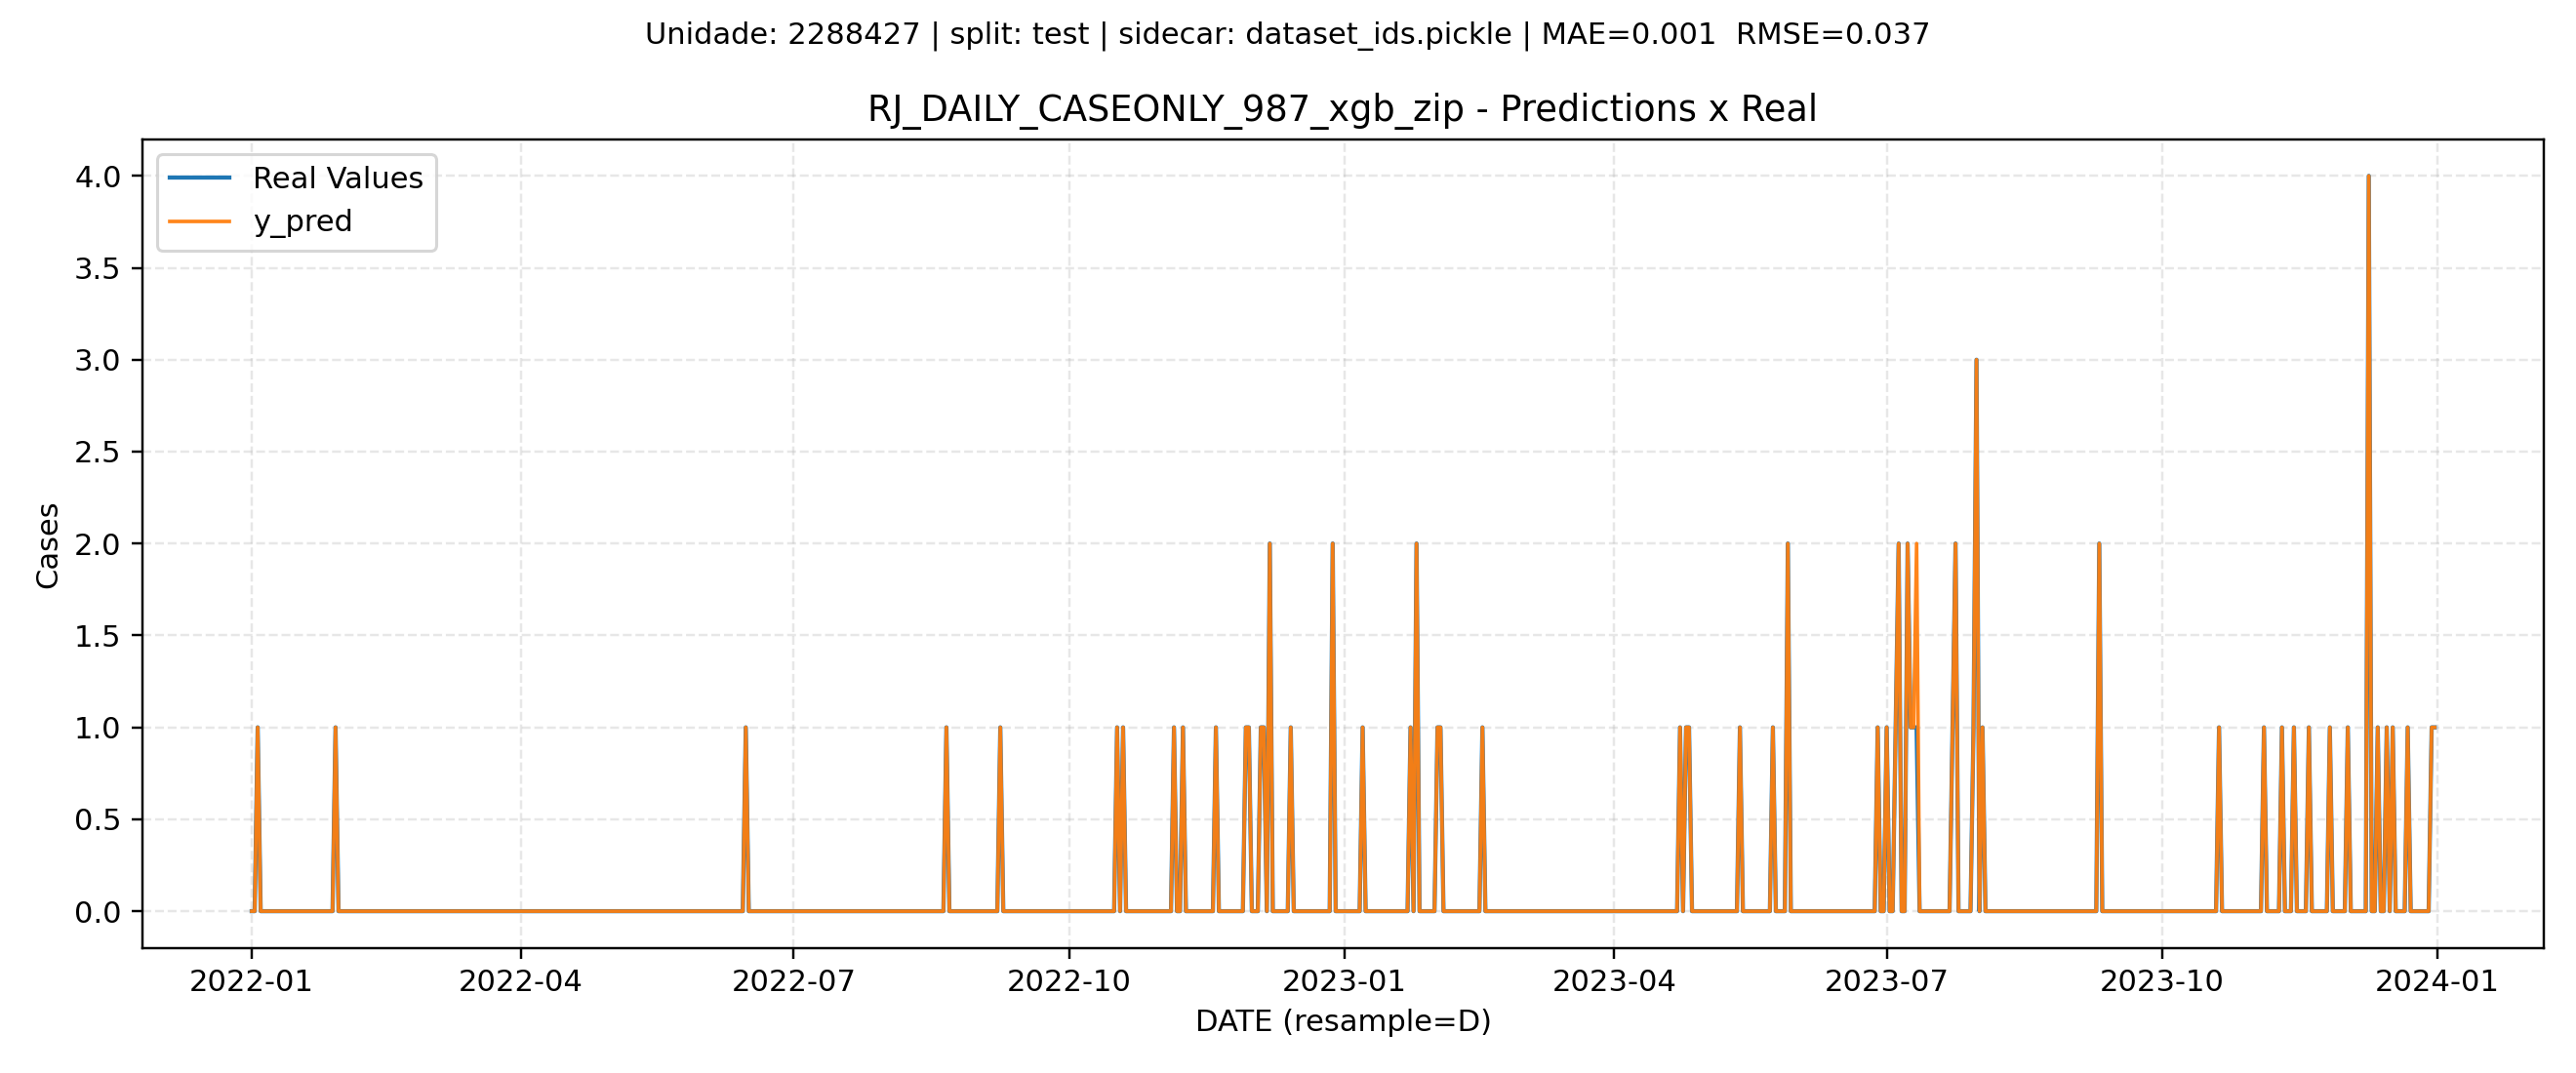 Unidade: 2288427 | split: test | sidecar: dataset_ids.pickle | MAE=0.001  RMSE=0.037
RJ_DAILY_CASEONLY_987_xgb_zip - Predictions x Real
Real Values
y_pred
Cases
4.0
3.5
3.0
2.5
2.0
1.5
1.0
0.5
0.0
2022-01 2022-04 2022-07 2022-10 2023-01 2023-04 2023-07 2023-10 2024-01
DATE (resample=D)